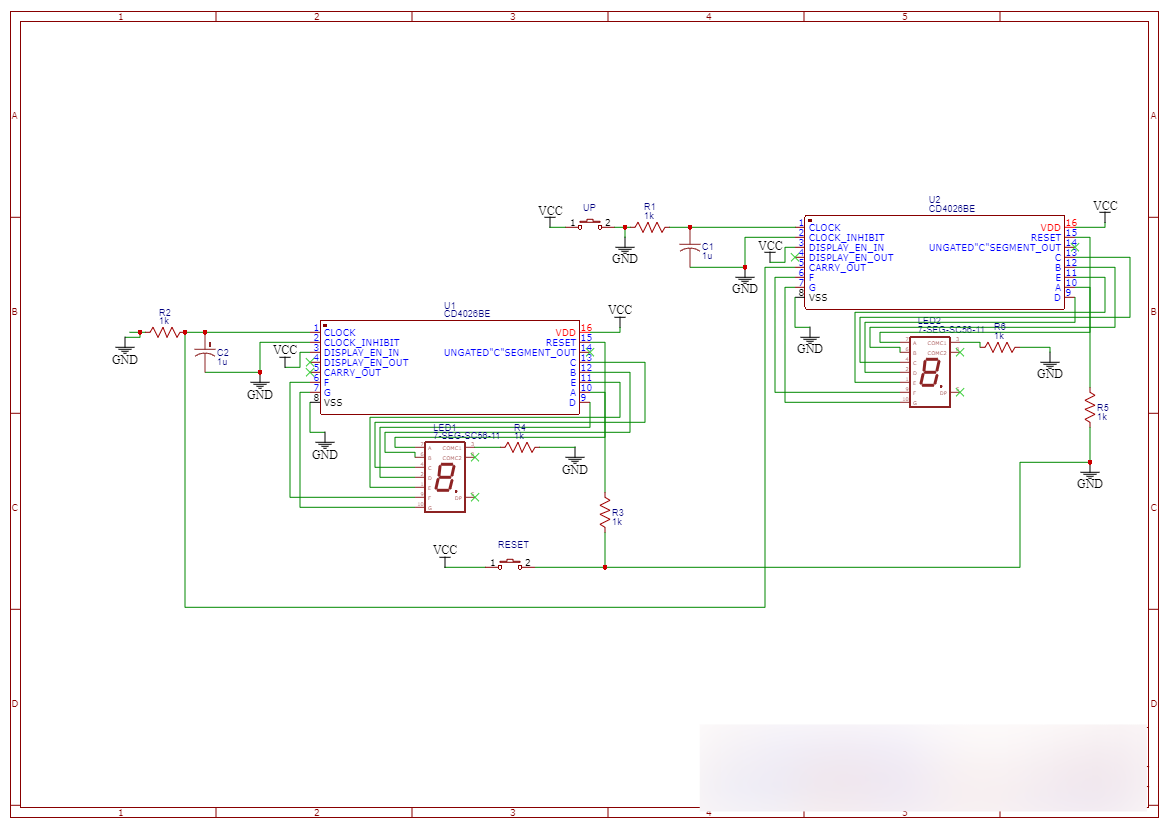 1 2 3 4 5
A A
B B
C C
D D
1 2 3 4 5
U2
CD4026BE
VCC
VCC UP 1 2 R1
1k
GND
C1
1u
GND
VCC
1 CLOCK
2 CLOCK_INHIBIT
3 DISPLAY_EN_IN
4 DISPLAY_EN_OUT
5 CARRY_OUT
6 F
7 G
8 VSS
VDD 16
RESET 15
UNGATED"C"SEGMENT_OUT 14
C 13
B 12
E 11
A 10
D 9
GND
LED2
7-SEG-SC56-11
R6
1k
GND
A
B
C
D
E
F
G
COMC1 3
COMC2
DP
R5
1k
GND
U1
CD4026BE
VCC
R2
1k
GND
C2
1u
GND
VCC
1 CLOCK
2 CLOCK_INHIBIT
3 DISPLAY_EN_IN
4 DISPLAY_EN_OUT
5 CARRY_OUT
6 F
7 G
8 VSS
VDD 16
RESET 15
UNGATED"C"SEGMENT_OUT 14
C 13
B 12
E 11
A 10
D 9
GND
LED1
7-SEG-SC56-11
R4
1k
GND
A
B
C
D
E
F
G
COMC1 3
COMC2
DP
R3
1k
VCC RESET 1 2